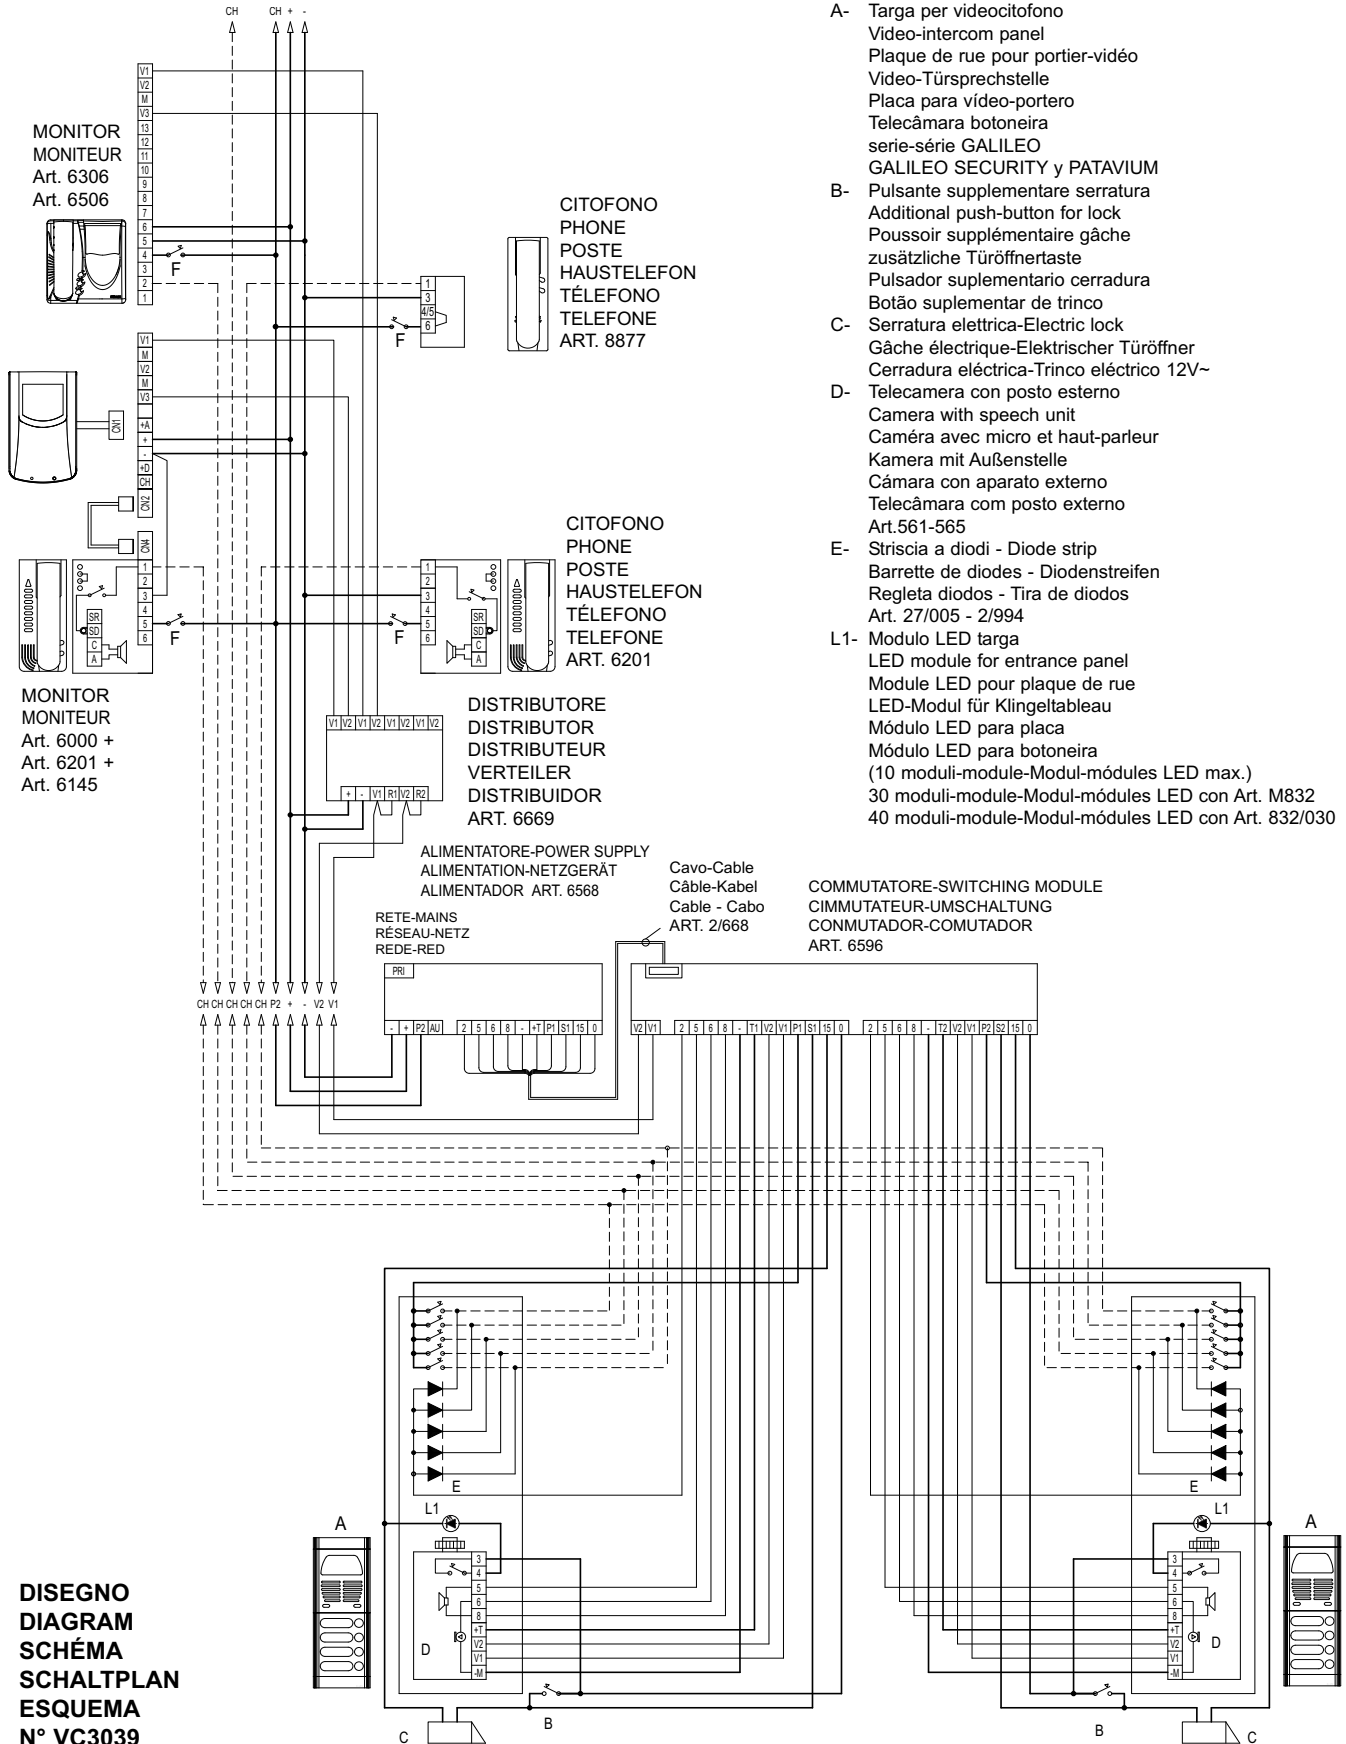 CH
CH + -
A- Targa per videocitofono
Video-intercom panel
Plaque de rue pour portier-vidéo
Video-Türsprechstelle
Placa para vídeo-portero
Telecâmara botoneira
serie-série GALILEO
GALILEO SECURITY y PATAVIUM
B- Pulsante supplementare serratura
Additional push-button for lock
Poussoir supplémentaire gâche
zusätzliche Türöffnertaste
Pulsador suplementario cerradura
Botão suplementar de trinco
C- Serratura elettrica-Electric lock
Gâche électrique-Elektrischer Türöffner
Cerradura eléctrica-Trinco eléctrico 12V~
D- Telecamera con posto esterno
Camera with speech unit
Caméra avec micro et haut-parleur
Kamera mit Außenstelle
Cámara con aparato externo
Telecâmara com posto externo
Art.561-565
E- Striscia a diodi - Diode strip
Barrette de diodes - Diodenstreifen
Regleta diodos - Tira de diodos
Art. 27/005 - 2/994
L1- Modulo LED targa
LED module for entrance panel
Module LED pour plaque de rue
LED-Modul für Klingeltableau
Módulo LED para placa
Módulo LED para botoneira
(10 moduli-module-Modul-módules LED max.)
30 moduli-module-Modul-módules LED con Art. M832
40 moduli-module-Modul-módules LED con Art. 832/030
MONITOR
MONITEUR
Art. 6306
Art. 6506
V1
V2
M
V3
13
12
11
10
9
8
7
6
5
4
3
2
1
F
1
3
4/5
6
F
CITOFONO
PHONE
POSTE
HAUSTELEFON
TÉLEFONO
TELEFONE
ART. 8877
V1
M
V2
M
V3
+A
+
-
+D
CH
CN1
CN2
CN4
1
2
3
4
5
6
SR
SD
C
A
F
MONITOR
MONITEUR
Art. 6000 +
Art. 6201 +
Art. 6145
1
2
3
4
5
6
SR
SD
C
A
F
CITOFONO
PHONE
POSTE
HAUSTELEFON
TÉLEFONO
TELEFONE
ART. 6201
V1 V2 V1 V2 V1 V2 V1 V2
+ - V1 R1 V2 R2
DISTRIBUTORE
DISTRIBUTOR
DISTRIBUTEUR
VERTEILER
DISTRIBUIDOR
ART. 6669
ALIMENTATORE-POWER SUPPLY
ALIMENTATION-NETZGERÄT
ALIMENTADOR ART. 6568
RETE-MAINS
RÉSEAU-NETZ
REDE-RED
Cavo-Cable
Câble-Kabel
Cable - Cabo
ART. 2/668
COMMUTATORE-SWITCHING MODULE
CIMMUTATEUR-UMSCHALTUNG
CONMUTADOR-COMUTADOR
ART. 6596
PRI
CH CH CH CH CH P2 + - V2 V1
- + P2 AU 2 5 6 8 - +T P1 S1 15 0
V2 V1 2 5 6 8 - T1 V2 V1 P1 S1 15 0 2 5 6 8 - T2 V2 V1 P2 S2 15 0
E
L1
A
3
4
5
6
8
+T
V2
V1
-M
D
B
C
E
L1
A
3
4
5
6
8
+T
V2
V1
-M
D
B
C
DISEGNO
DIAGRAM
SCHÉMA
SCHALTPLAN
ESQUEMA
N° VC3039